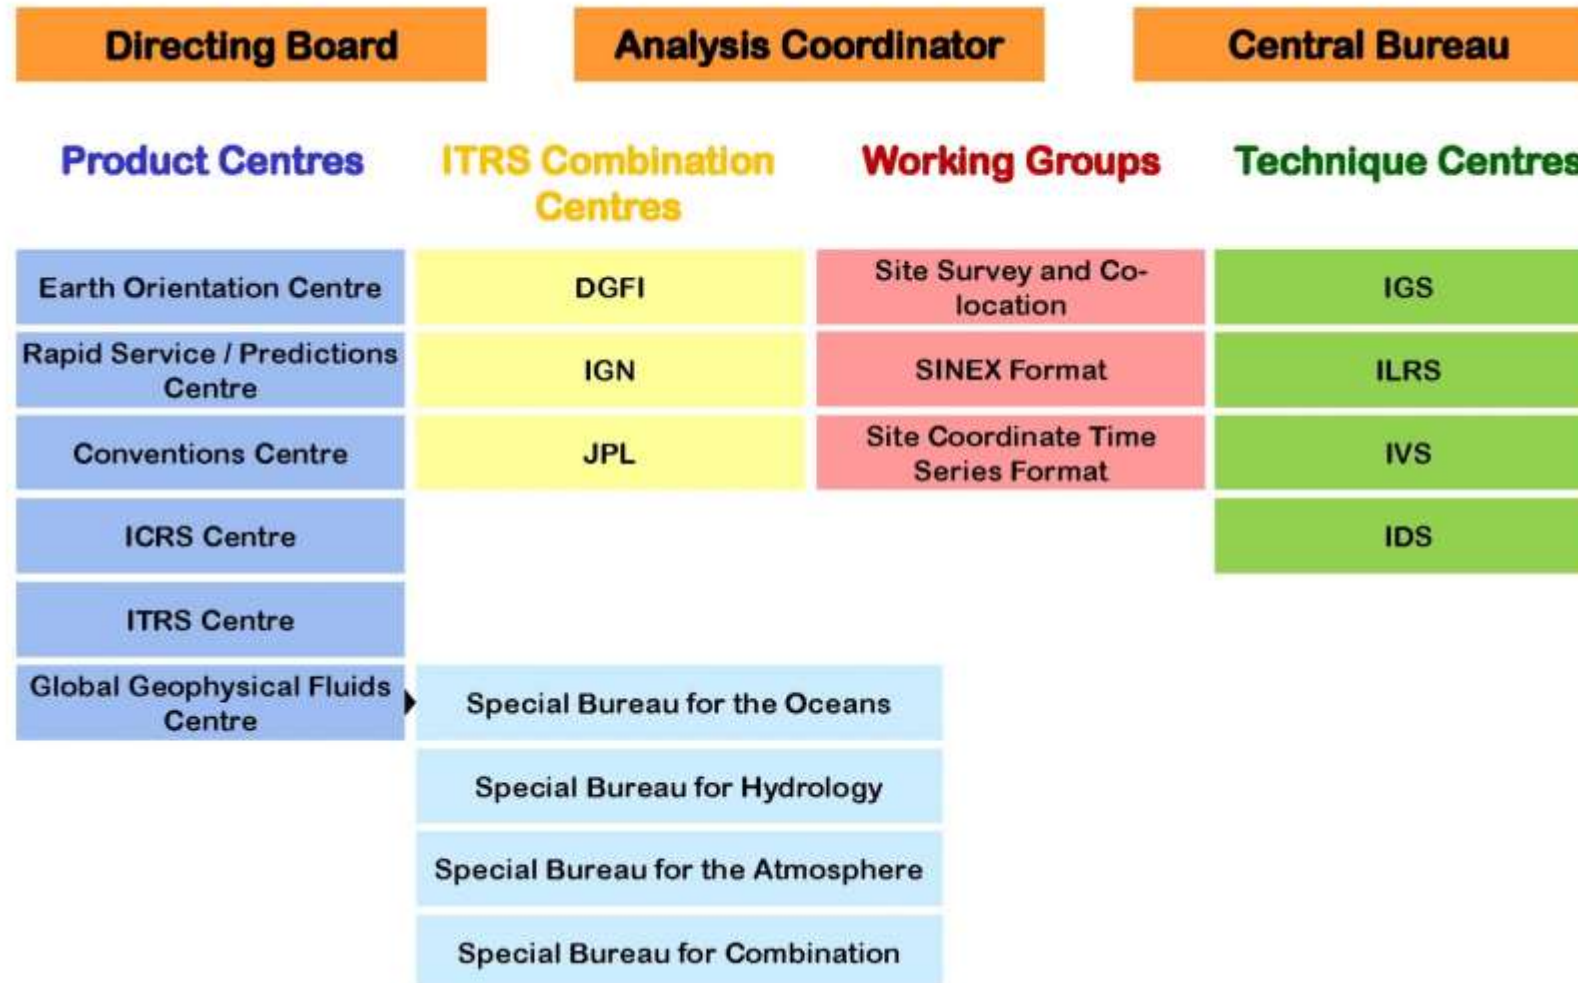 Directing Board
Analysis Coordinator
Central Bureau
Product Centres
ITRS Combination
Centres
Working Groups
Technique Centres
Earth Orientation Centre
Rapid Service / Predictions
Centre
Conventions Centre
ICRS Centre
ITRS Centre
Global Geophysical Fluids
Centre
DGFI
IGN
JPL
Site Survey and Co-
location
SINEX Format
Site Coordinate Time
Series Format
IGS
ILRS
IVS
IDS
Special Bureau for the Oceans
Special Bureau for Hydrology
Special Bureau for the Atmosphere
Special Bureau for Combination